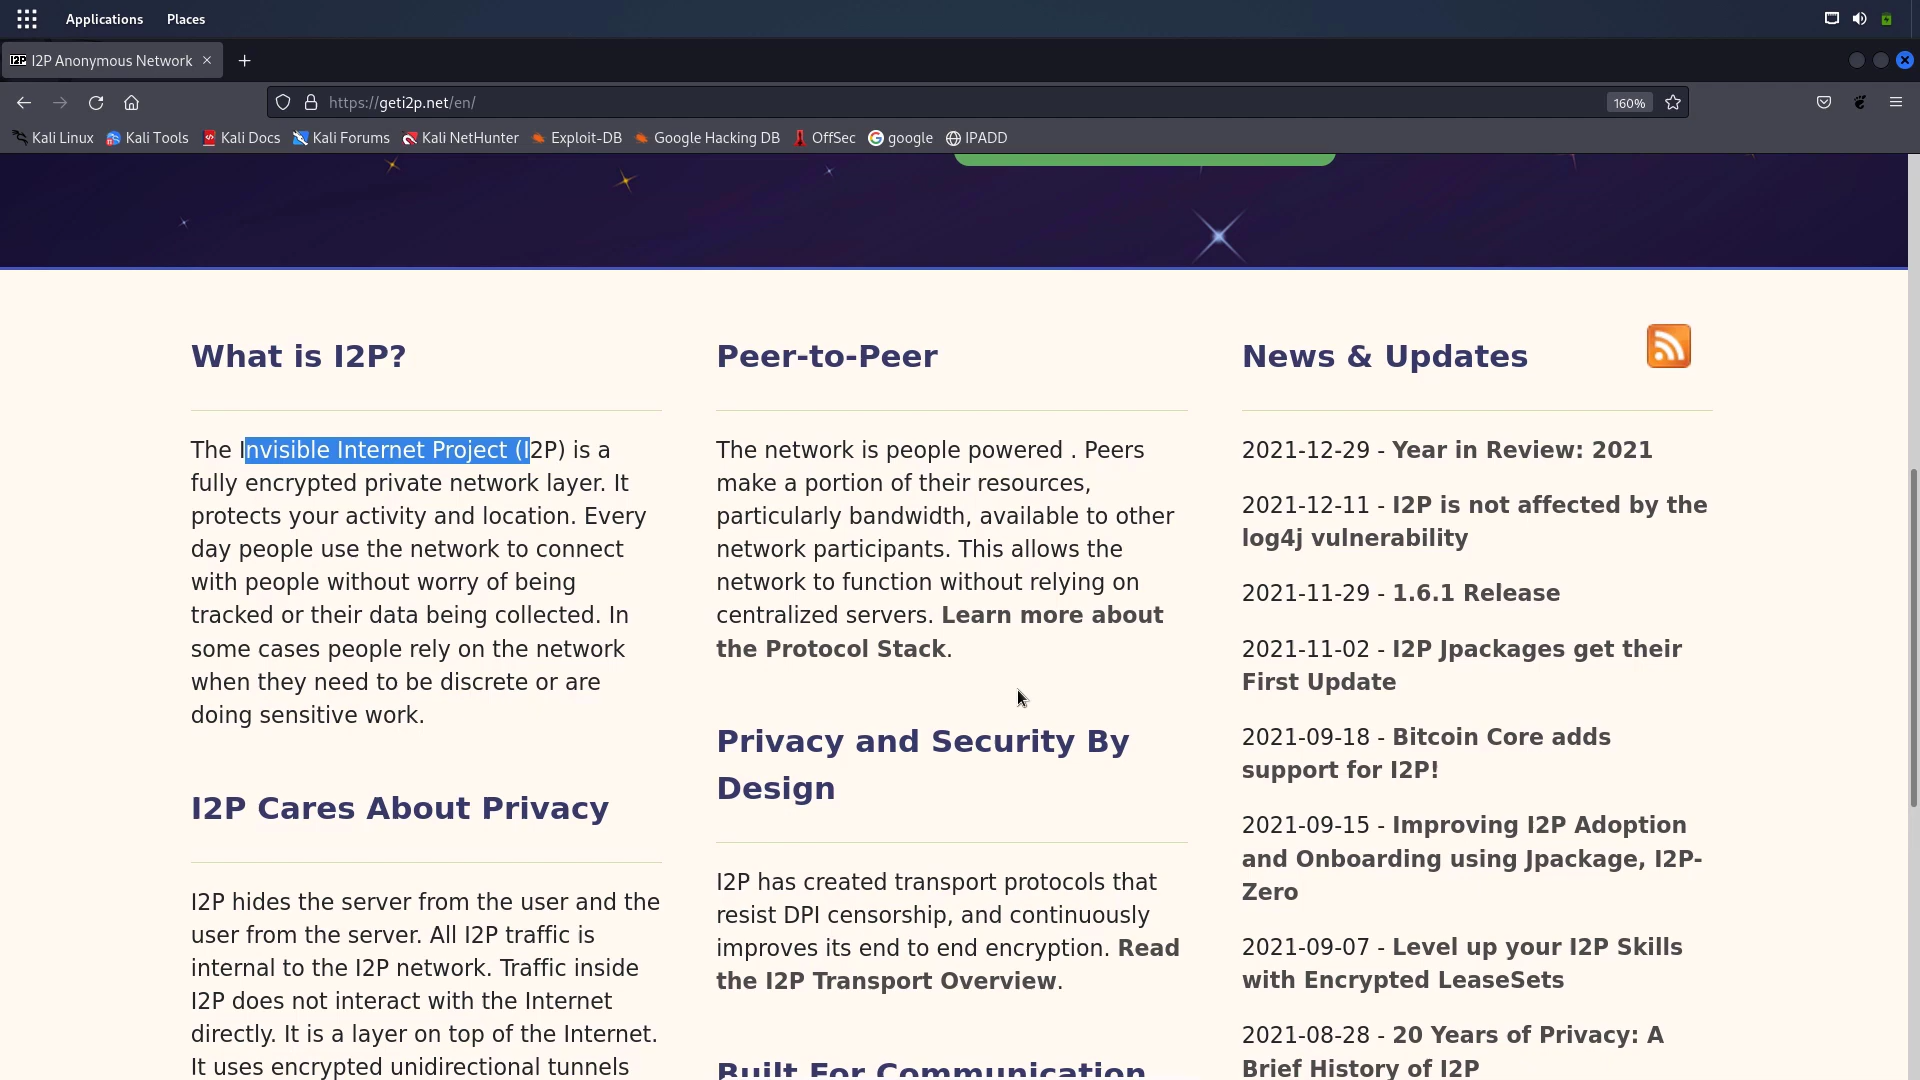 Applications Places
I2P I2P Anonymous Network
https://geti2p.net/en/ 160%
Kali Linux Kali Tools Kali Docs Kali Forums Kali NetHunter Exploit-DB Google Hacking DB OffSec google IPADD
What is I2P?
The Invisible Internet Project (I2P) is a
fully encrypted private network layer. It
protects your activity and location. Every
day people use the network to connect
with people without worry of being
tracked or their data being collected. In
some cases people rely on the network
when they need to be discrete or are
doing sensitive work.
I2P Cares About Privacy
I2P hides the server from the user and the
user from the server. All I2P traffic is
internal to the I2P network. Traffic inside
I2P does not interact with the Internet
directly. It is a layer on top of the Internet.
It uses encrypted unidirectional tunnels
Peer-to-Peer
The network is people powered . Peers
make a portion of their resources,
particularly bandwidth, available to other
network participants. This allows the
network to function without relying on
centralized servers. Learn more about
the Protocol Stack.
Privacy and Security By
Design
I2P has created transport protocols that
resist DPI censorship, and continuously
improves its end to end encryption. Read
the I2P Transport Overview.
Built For Communication
News & Updates
2021-12-29 - Year in Review: 2021
2021-12-11 - I2P is not affected by the
log4j vulnerability
2021-11-29 - 1.6.1 Release
2021-11-02 - I2P Jpackages get their
First Update
2021-09-18 - Bitcoin Core adds
support for I2P!
2021-09-15 - Improving I2P Adoption
and Onboarding using Jpackage, I2P-
Zero
2021-09-07 - Level up your I2P Skills
with Encrypted LeaseSets
2021-08-28 - 20 Years of Privacy: A
Brief History of I2P